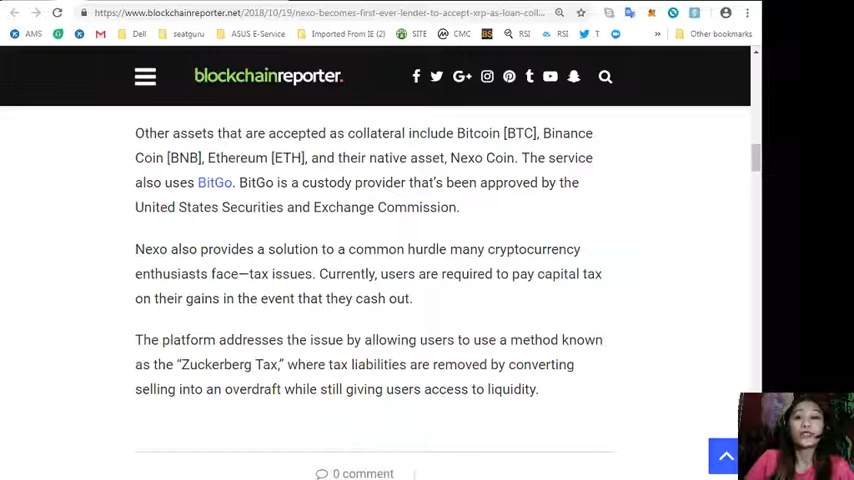 https://www.blockchainreporter.net/2018/10/19/nexo-becomes-first-ever-lender-to-accept-xrp-as-loan-coll...
AMS Dell seatguru ASUS E-Service Imported From IE (2) SITE CMC RSI RSI T » Other bookmarks
blockchainreporter.
Other assets that are accepted as collateral include Bitcoin [BTC], Binance
Coin [BNB], Ethereum [ETH], and their native asset, Nexo Coin. The service
also uses BitGo. BitGo is a custody provider that’s been approved by the
United States Securities and Exchange Commission.
Nexo also provides a solution to a common hurdle many cryptocurrency
enthusiasts face—tax issues. Currently, users are required to pay capital tax
on their gains in the event that they cash out.
The platform addresses the issue by allowing users to use a method known
as the “Zuckerberg Tax,” where tax liabilities are removed by converting
selling into an overdraft while still giving users access to liquidity.
0 comment